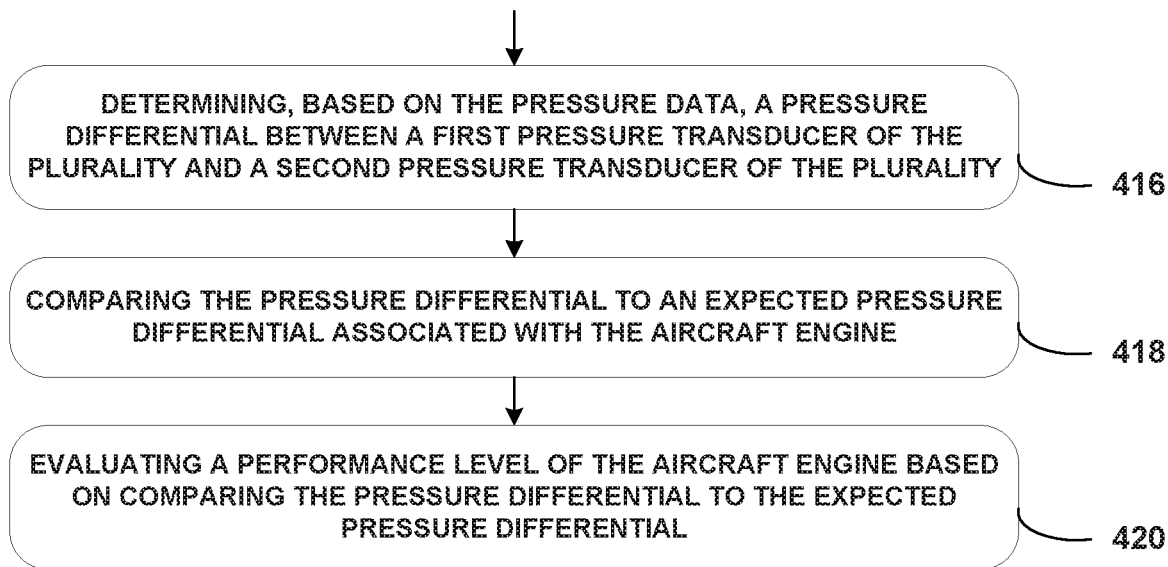 DETERMINING, BASED ON THE PRESSURE DATA, A PRESSURE
DIFFERENTIAL BETWEEN A FIRST PRESSURE TRANSDUCER OF THE
PLURALITY AND A SECOND PRESSURE TRANSDUCER OF THE PLURALITY
416
COMPARING THE PRESSURE DIFFERENTIAL TO AN EXPECTED PRESSURE
DIFFERENTIAL ASSOCIATED WITH THE AIRCRAFT ENGINE
418
EVALUATING A PERFORMANCE LEVEL OF THE AIRCRAFT ENGINE BASED
ON COMPARING THE PRESSURE DIFFERENTIAL TO THE EXPECTED
PRESSURE DIFFERENTIAL
420